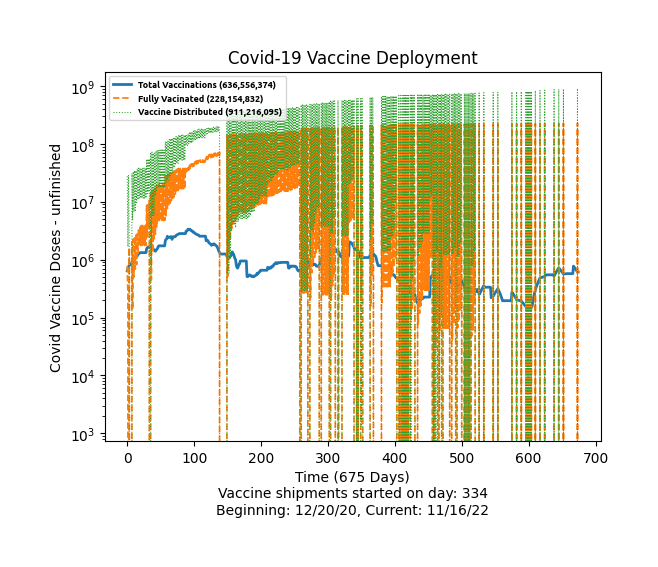 Covid-19 Vaccine Deployment
Total Vaccinations (636,556,374)
Fully Vacinated (228,154,832)
Vaccine Distributed (911,216,095)
Covid Vaccine Doses - unfinished
10⁹
10⁸
10⁷
10⁶
10⁵
10⁴
10³
0 100 200 300 400 500 600 700
Time (675 Days)
Vaccine shipments started on day: 334
Beginning: 12/20/20, Current: 11/16/22